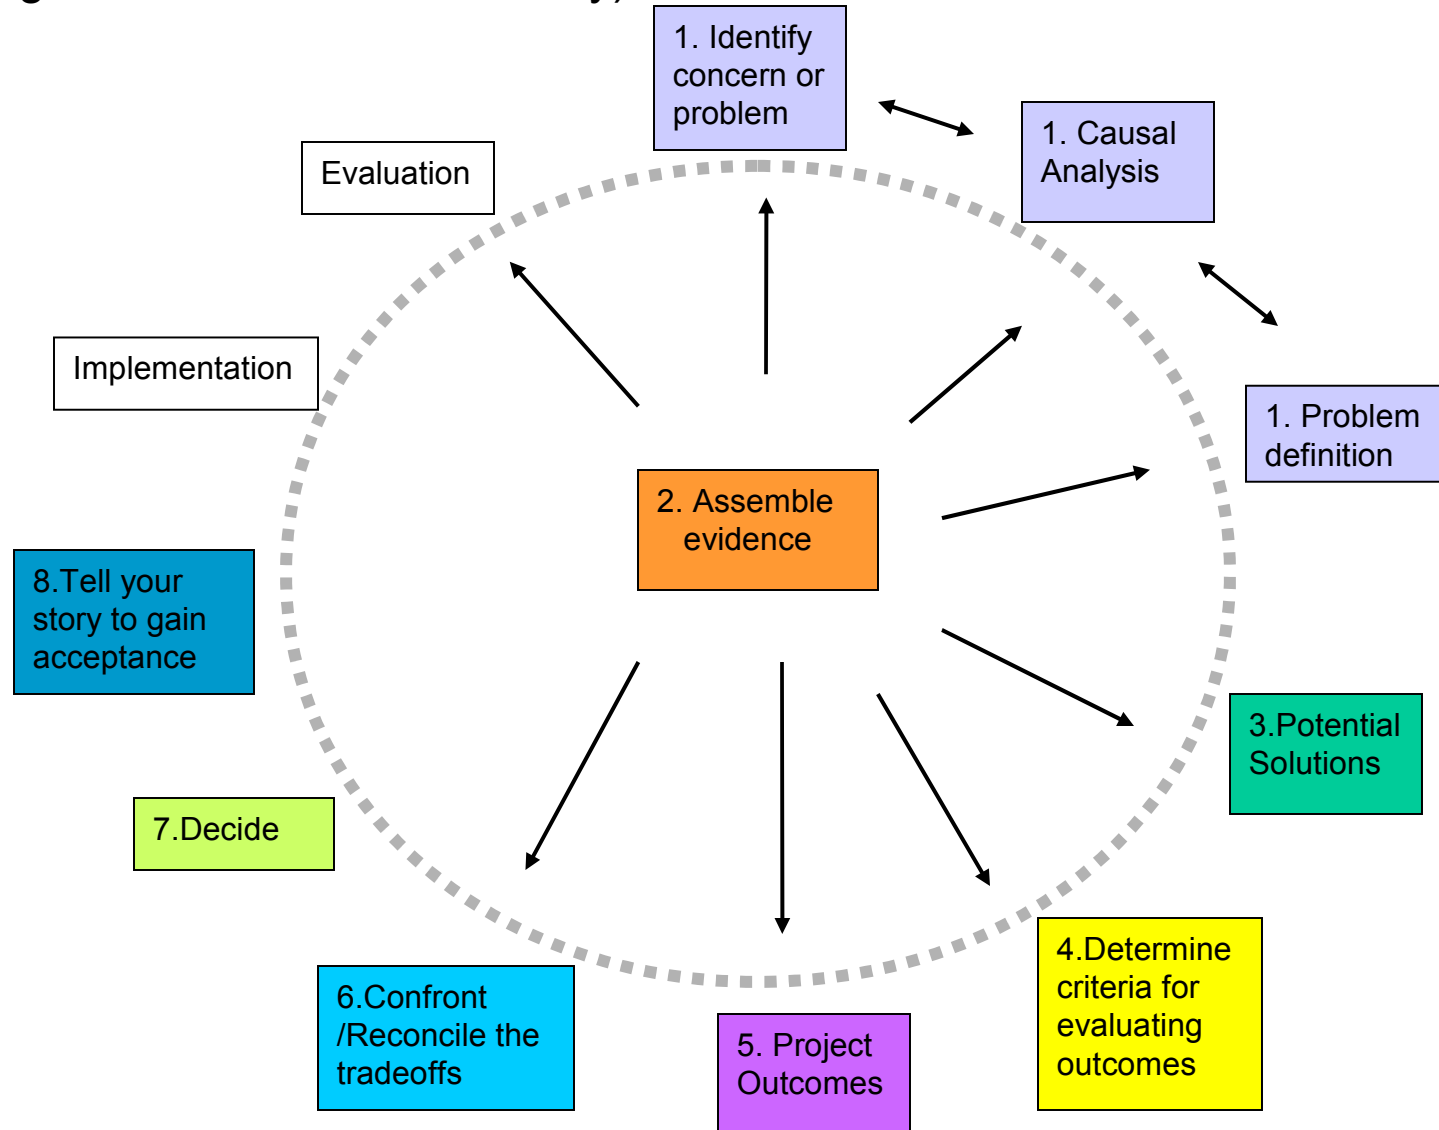 1. Identify
concern or
problem
1. Causal
Analysis
Evaluation
Implementation
1. Problem
definition
2. Assemble
evidence
8.Tell your
story to gain
acceptance
3.Potential
Solutions
7.Decide
4.Determine
criteria for
evaluating
outcomes
6.Confront
/Reconcile the
tradeoffs
5. Project
Outcomes